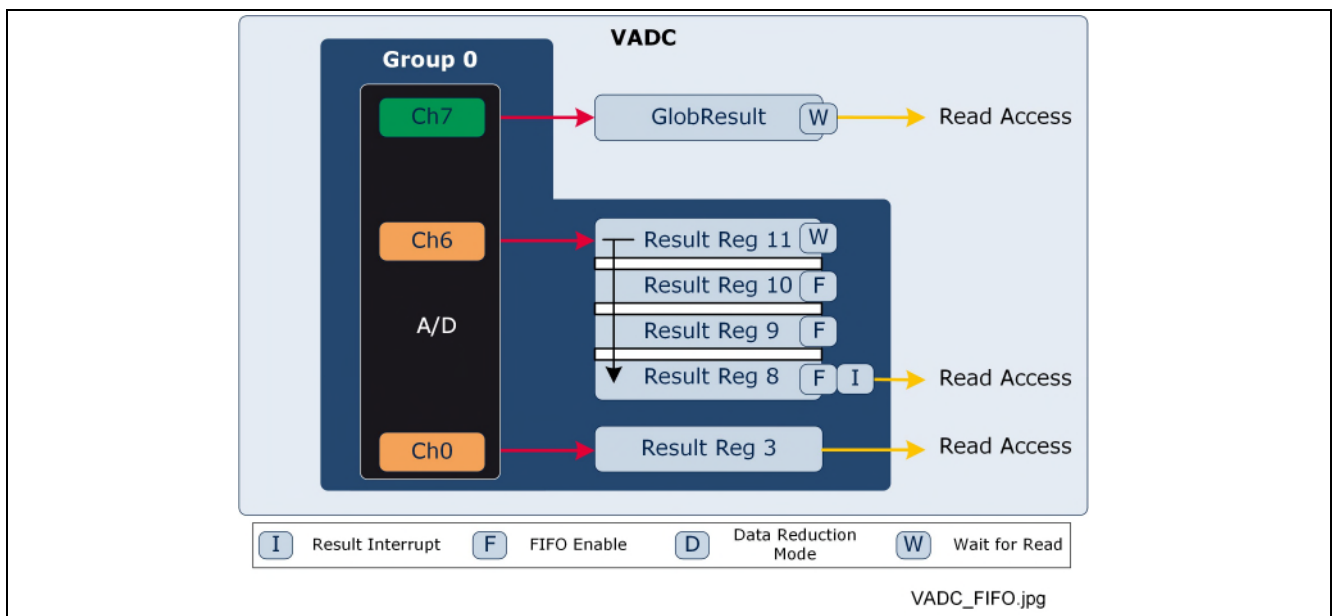 VADC
Group 0
Ch7
GlobResult W
Read Access
Ch6
Result Reg 11 W
Result Reg 10 F
A/D
Result Reg 9 F
Result Reg 8 F I
Read Access
Ch0
Result Reg 3
Read Access
I Result Interrupt
F FIFO Enable
D Data Reduction
Mode
W Wait for Read
VADC_FIFO.jpg